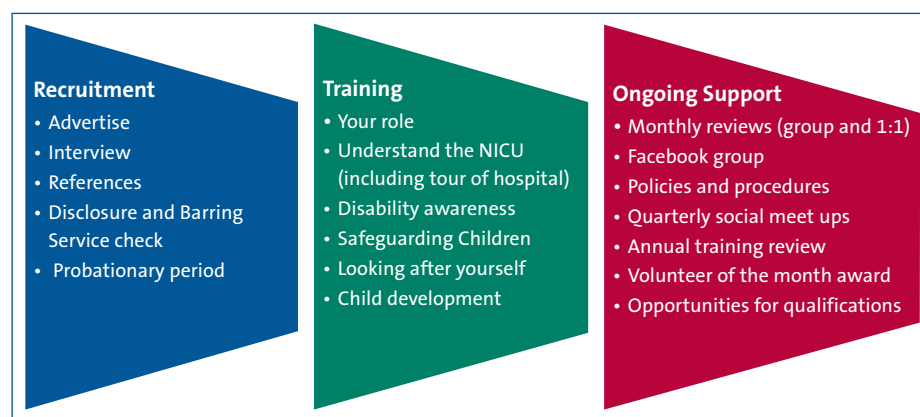 Recruitment
• Advertise
• Interview
• References
• Disclosure and Barring
Service check
• Probationary period
Training
• Your role
• Understand the NICU
(including tour of hospital)
• Disability awareness
• Safeguarding Children
• Looking after yourself
• Child development
Ongoing Support
• Monthly reviews (group and 1:1)
• Facebook group
• Policies and procedures
• Quarterly social meet ups
• Annual training review
• Volunteer of the month award
• Opportunities for qualifications